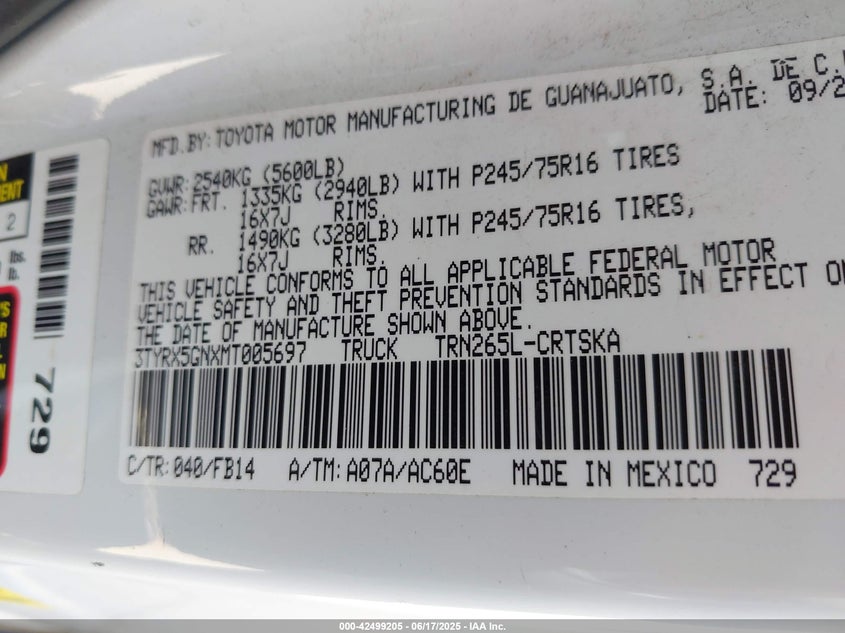 MFD.BY: TOYOTA MOTOR MANUFACTURING DE GUANAJUATO, S.A. DE C.
DATE: 09/2
GVWR: 2540KG (5600LB)
GAWR: FRT. 1335KG (2940LB) WITH P245/75R16 TIRES
16X7J RIMS.
RR. 1490KG (3280LB) WITH P245/75R16 TIRES,
16X7J RIMS.
THIS VEHICLE CONFORMS TO ALL APPLICABLE FEDERAL MOTOR
VEHICLE SAFETY AND THEFT PREVENTION STANDARDS IN EFFECT ON
THE DATE OF MANUFACTURE SHOWN ABOVE.
3TYRX5GNXMT005697 TRUCK TRN265L-CRTSKA
C/TR: 040/FB14 A/TM: A07A/AC60E MADE IN MEXICO 729
2
lbs.
lb.
729
000-42499205 - 06/17/2025 - IAA Inc.